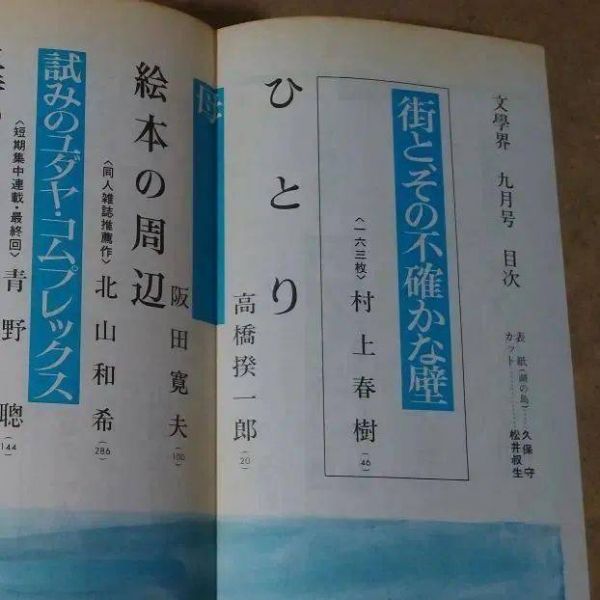 文學界 九月号 目次
表紙(湖の島)……久保 守
カット……松井叔生
街と、その不確かな壁
〈一六三枚〉
村上春樹
(46)
ひとり
高橋揆一郎
(20)
母
阪田寛夫
(100)
絵本の周辺
〈同人雑誌推薦作〉
北山和希
(286)
試みのユダヤ・コムプレックス
〈短期集中連載・最終回〉
青野 聰
(144